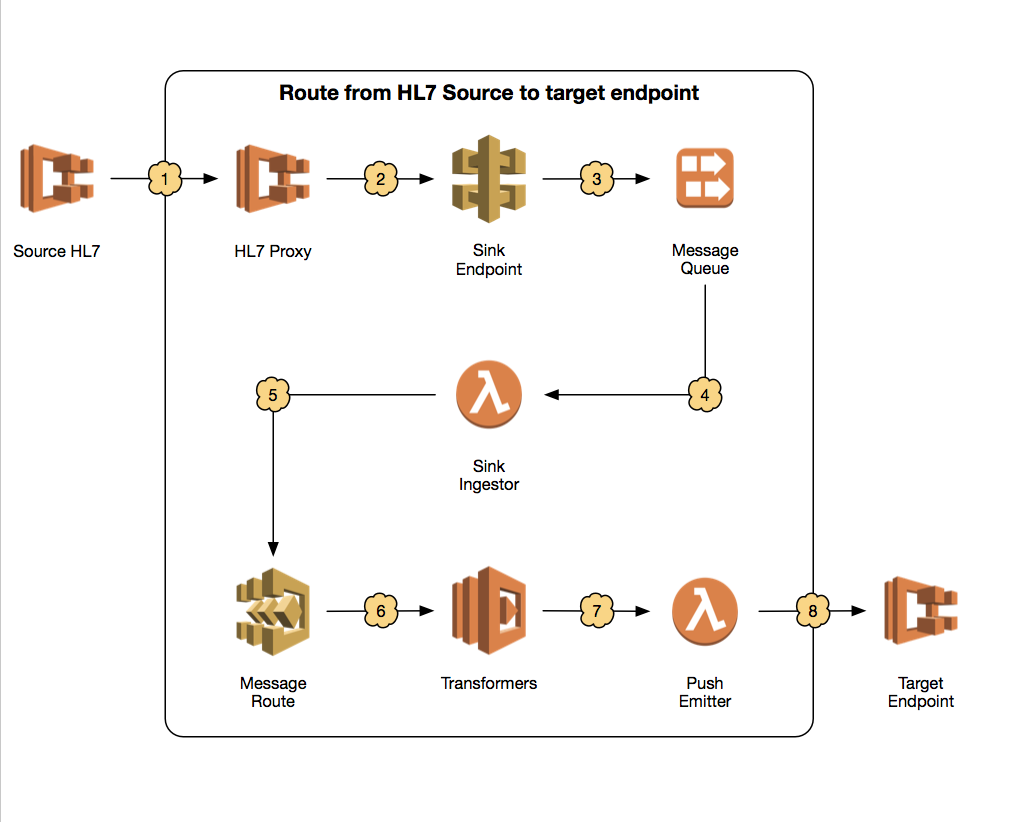 Route from HL7 Source to target endpoint
1
2
3
Source HL7
HL7 Proxy
Sink
Endpoint
Message
Queue
5
4
Sink
Ingestor
6
7
8
Message
Route
Transformers
Push
Emitter
Target
Endpoint